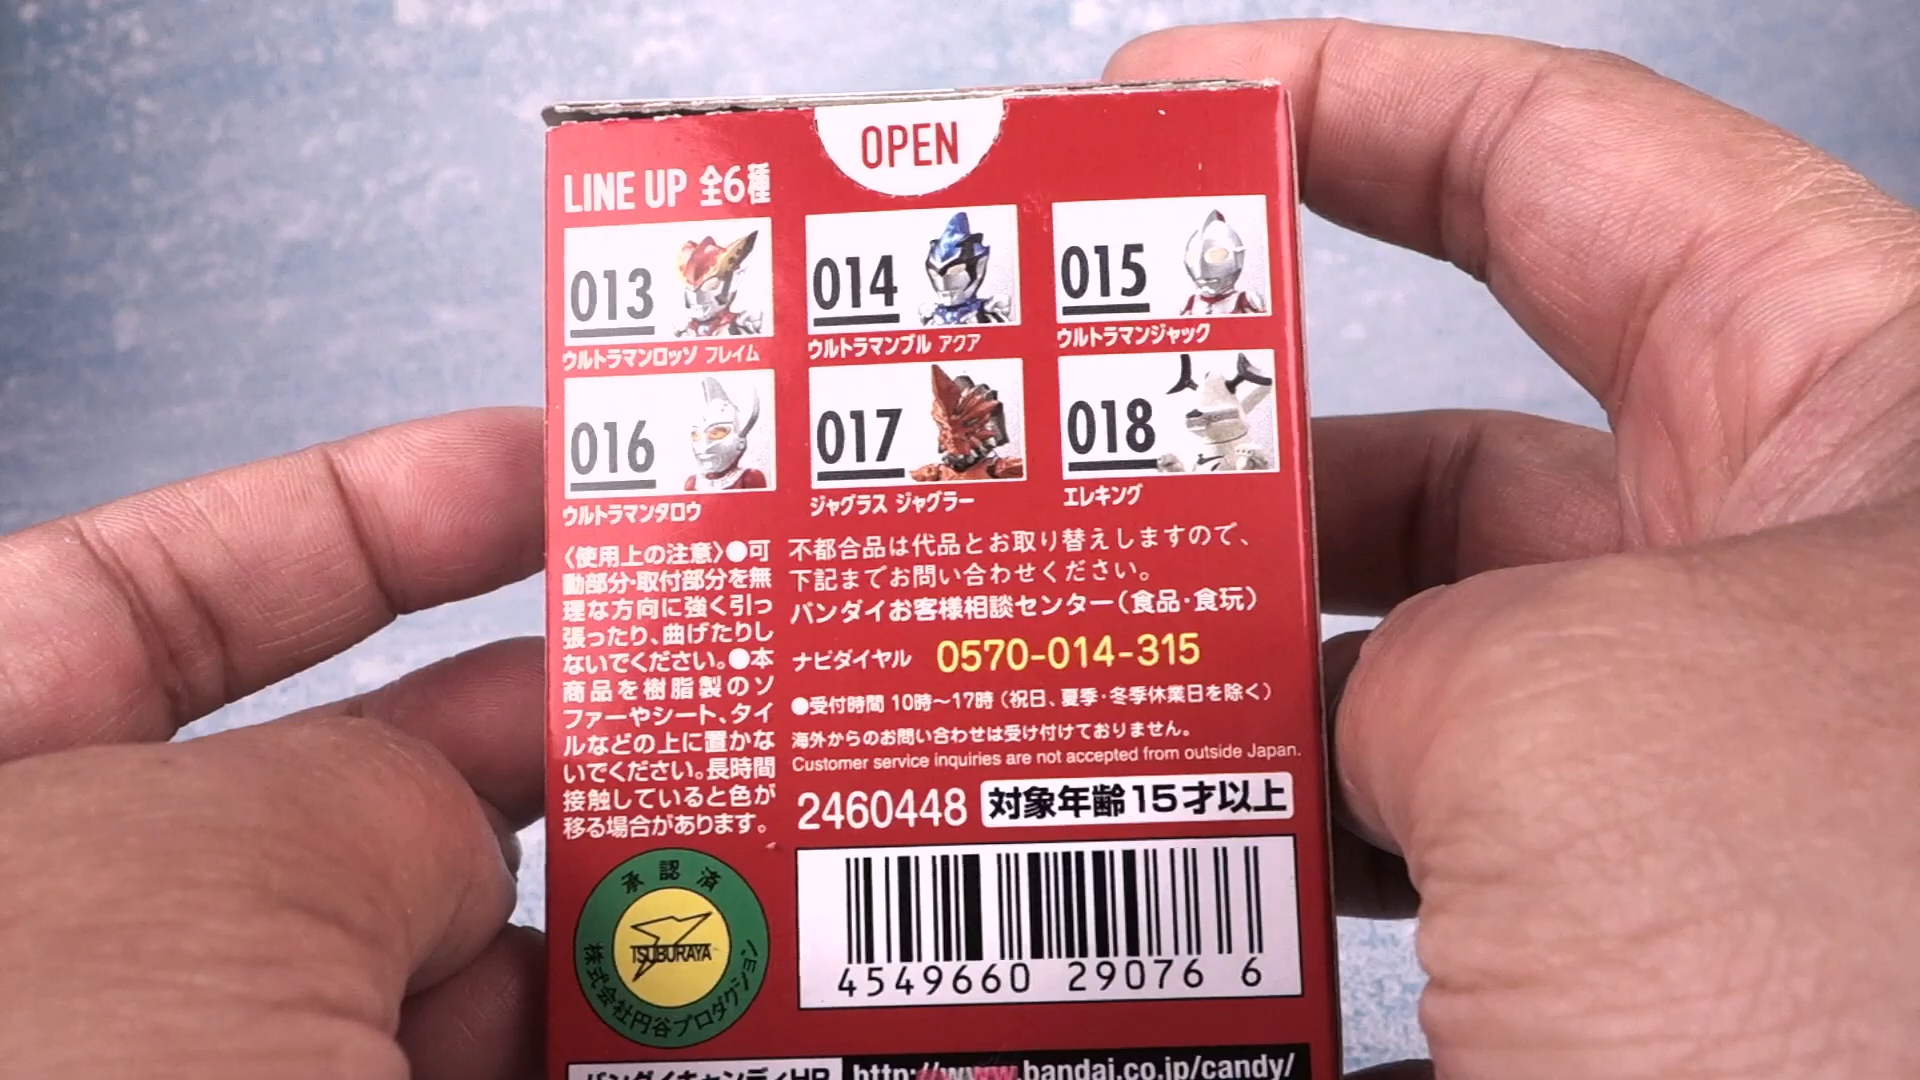 OPEN
LINE UP 全6種
013
014
015
ウルトラマンロッソ フレイム
ウルトラマンブル アクア
ウルトラマンジャック
016
017
018
ウルトラマンタロウ
ジャグラス ジャグラー
エレキング
〈使用上の注意〉●可
動部分・取付部分を無
理な方向に強く引っ
張ったり、曲げたりし
ないでください。●本
商品を樹脂製のソ
ファーやシート、タイ
ルなどの上に置かな
いでください。長時間
接触していると色が
移る場合があります。
不都合品は代品とお取り替えしますので、
下記までお問い合わせください。
バンダイお客様相談センター(食品・食玩)
ナビダイヤル 0570-014-315
●受付時間 10時〜17時(祝日、夏季・冬季休業日を除く)
海外からのお問い合わせは受け付けておりません。
Customer service inquiries are not accepted from outside Japan.
2460448 対象年齢15才以上
承認済
TSUBURAYA
株式会社円谷プロダクション
4549660 290766
バンダイキャンディHP http://www.bandai.co.jp/candy/